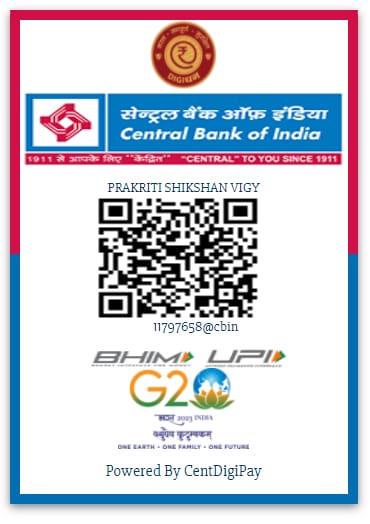 DIGIDHAN
सेन्ट्रल बैंक ऑफ़ इंडिया
Central Bank of India
1911 से आपके लिए "केंद्रित" "CENTRAL" TO YOU SINCE 1911
PRAKRITI SHIKSHAN VIGY
11797658@cbin
BHIM UPI
G20
भारत 2023 INDIA
वसुधैव कुटुम्बकम्
ONE EARTH • ONE FAMILY • ONE FUTURE
Powered By CentDigiPay